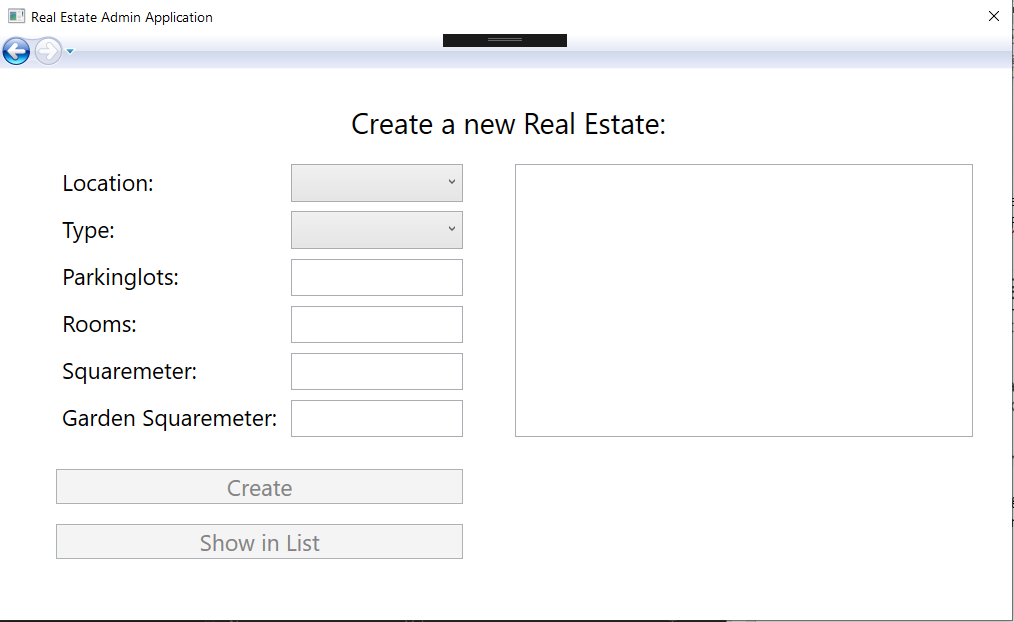 Real Estate Admin Application
Create a new Real Estate:
Location:
Type:
Parkinglots:
Rooms:
Squaremeter:
Garden Squaremeter:
Create
Show in List